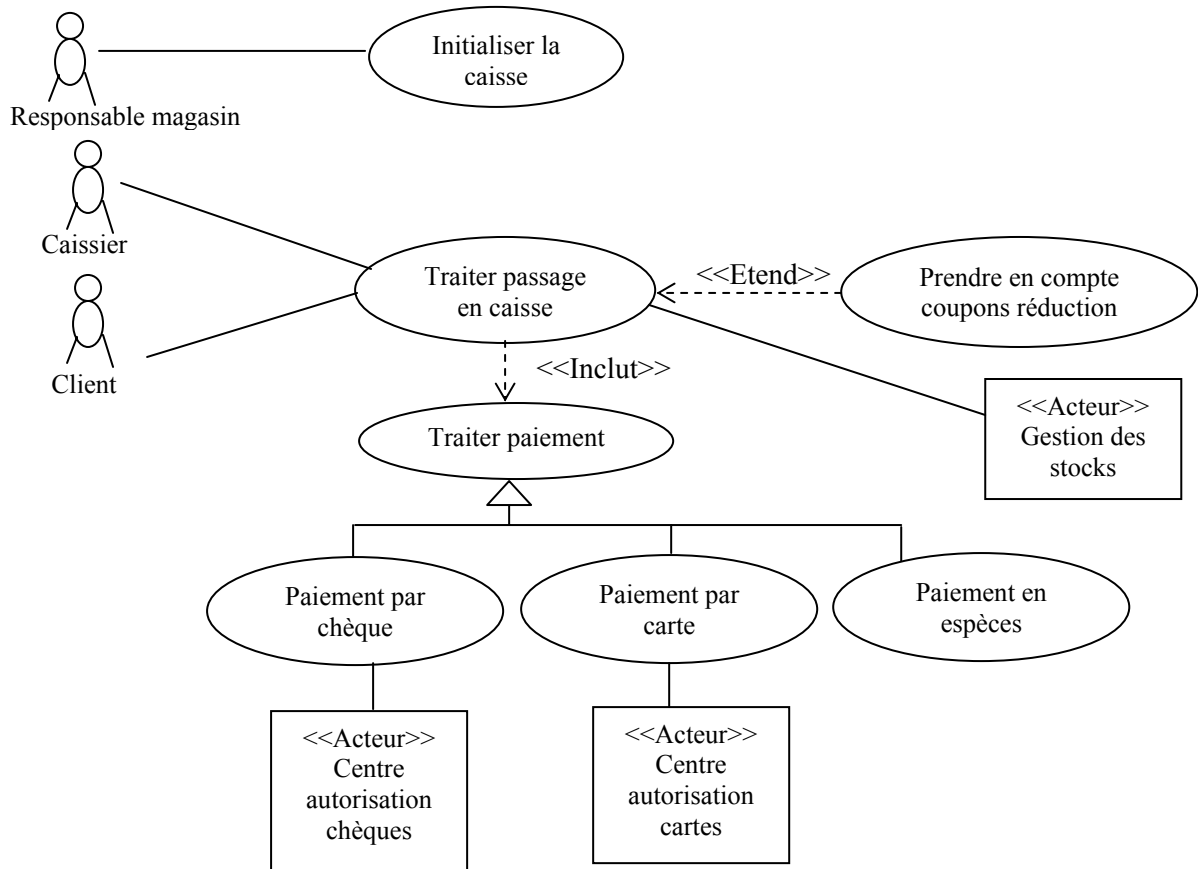 Initialiser la
caisse
Responsable magasin
Caissier
Traiter passage
en caisse
<<Etend>>
Prendre en compte
coupons réduction
Client
<<Inclut>>
<<Acteur>>
Gestion des
stocks
Traiter paiement
Paiement par
chèque
Paiement par
carte
Paiement en
espèces
<<Acteur>>
Centre
autorisation
chèques
<<Acteur>>
Centre
autorisation
cartes